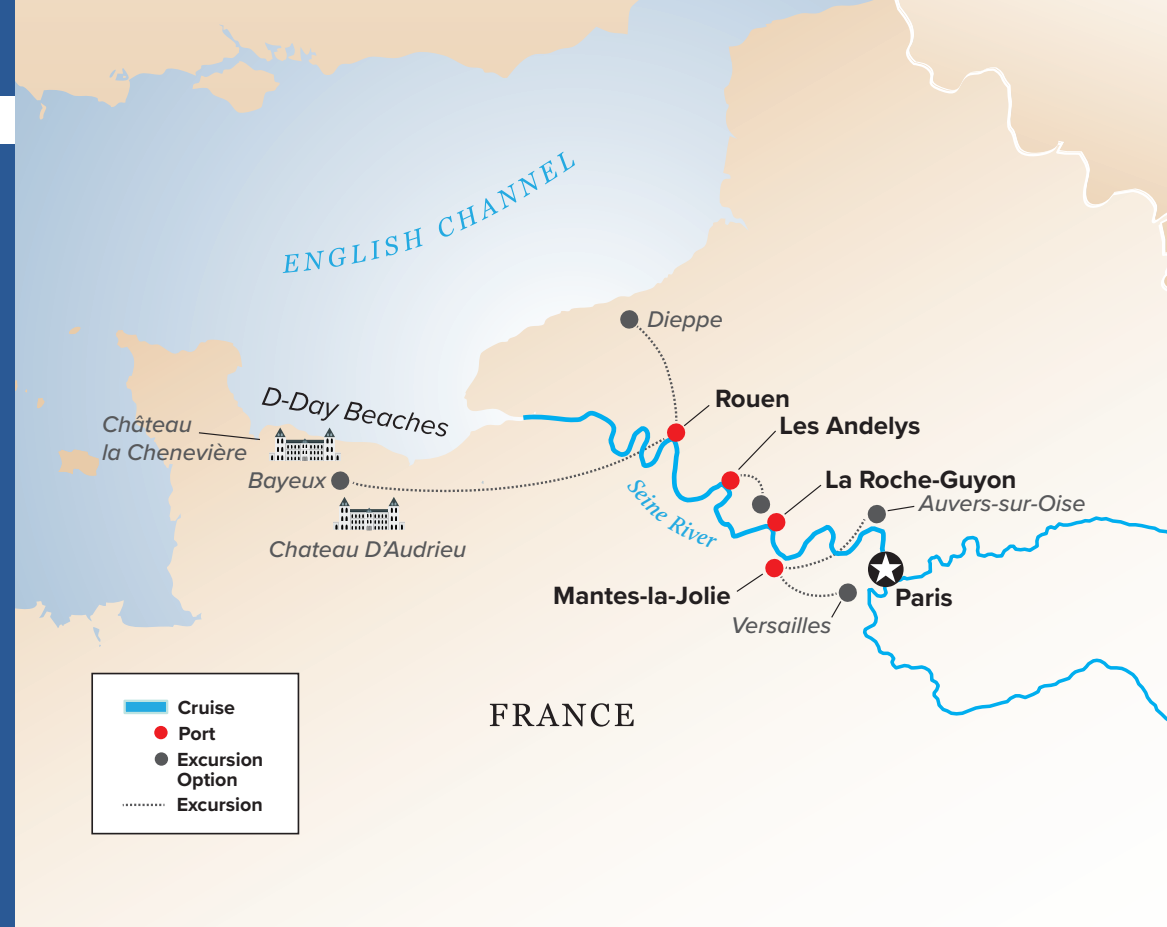 ENGLISH CHANNEL
Dieppe
D-Day Beaches
Rouen
Château
la Chenevière
Les Andelys
Bayeux
La Roche-Guyon
Seine River
Auvers-sur-Oise
Chateau D'Audrieu
Mantes-la-Jolie
Paris
Versailles
FRANCE
Cruise
Port
Excursion
Option
Excursion